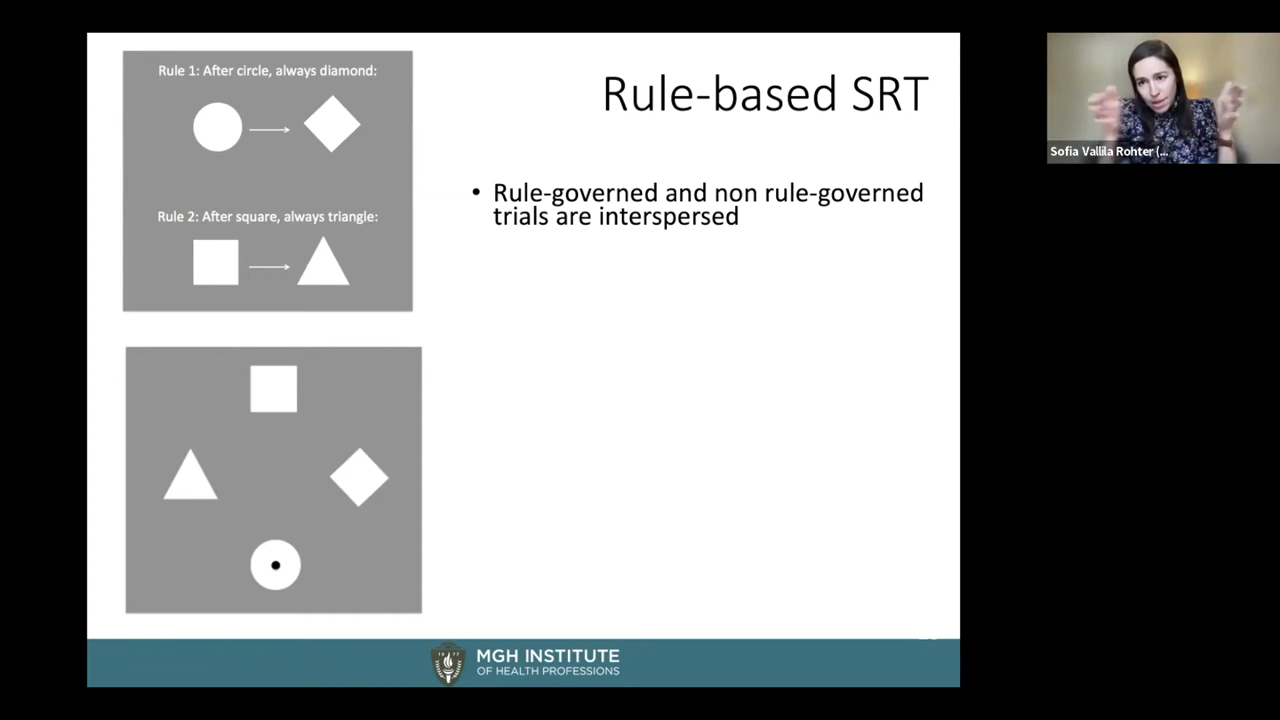 Rule 1: After circle, always diamond:
Rule 2: After square, always triangle:
Rule-based SRT
• Rule-governed and non rule-governed
trials are interspersed
MGH INSTITUTE
OF HEALTH PROFESSIONS
Sofia Vallila Rohter (...